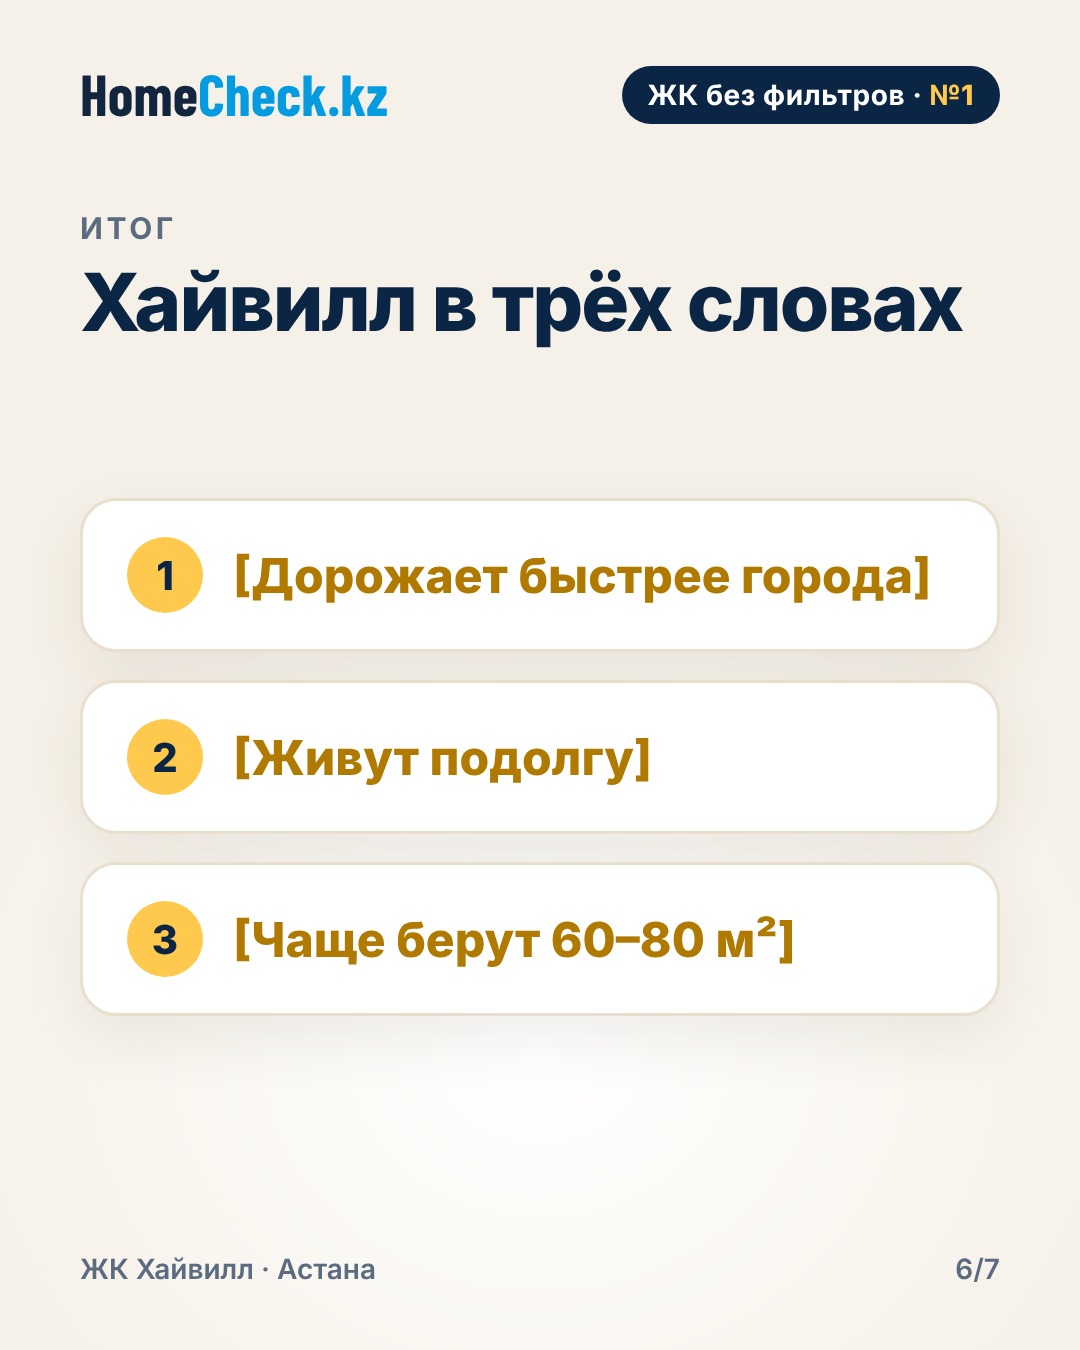 HomeCheck.kz
ЖК без фильтров · №1
ИТОГ
Хайвилл в трёх словах
1 [Дорожает быстрее города]
2 [Живут подолгу]
3 [Чаще берут 60–80 м²]
ЖК Хайвилл · Астана
6/7